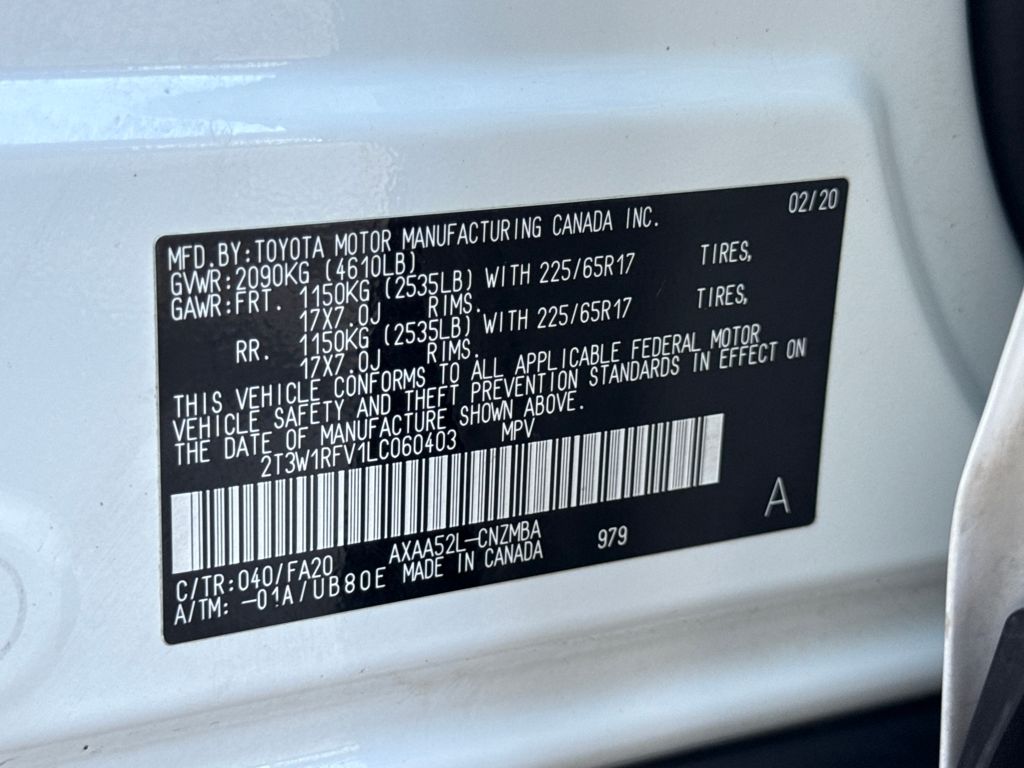 02/20
MFD.BY:TOYOTA MOTOR MANUFACTURING CANADA INC.
GVWR:2090KG (4610LB)
GAWR:FRT. 1150KG (2535LB) WITH 225/65R17 TIRES,
17X7.0J RIMS.
RR. 1150KG (2535LB) WITH 225/65R17 TIRES,
17X7.0J RIMS.
THIS VEHICLE CONFORMS TO ALL APPLICABLE FEDERAL MOTOR
VEHICLE SAFETY AND THEFT PREVENTION STANDARDS IN EFFECT ON
THE DATE OF MANUFACTURE SHOWN ABOVE.
2T3W1RFV1LC060403 MPV
A
C/TR:040/FA20 AXAA52L-CNZMBA 979
A/TM: -01A/UB80E MADE IN CANADA